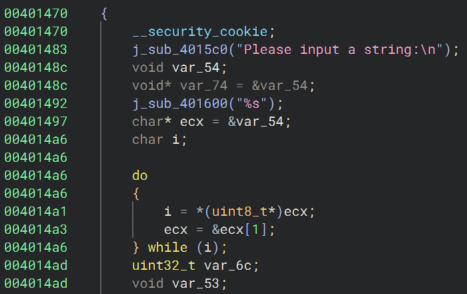 00401470 {
00401470 __security_cookie;
00401483 j_sub_4015c0("Please input a string:\n");
0040148c void var_54;
0040148c void* var_74 = &var_54;
00401492 j_sub_401600("%s");
00401497 char* ecx = &var_54;
004014a6 char i;
004014a6
004014a6 do
004014a6 {
004014a1 i = *(uint8_t*)ecx;
004014a3 ecx = &ecx[1];
004014a6 } while (i);
004014ad uint32_t var_6c;
004014ad void var_53;